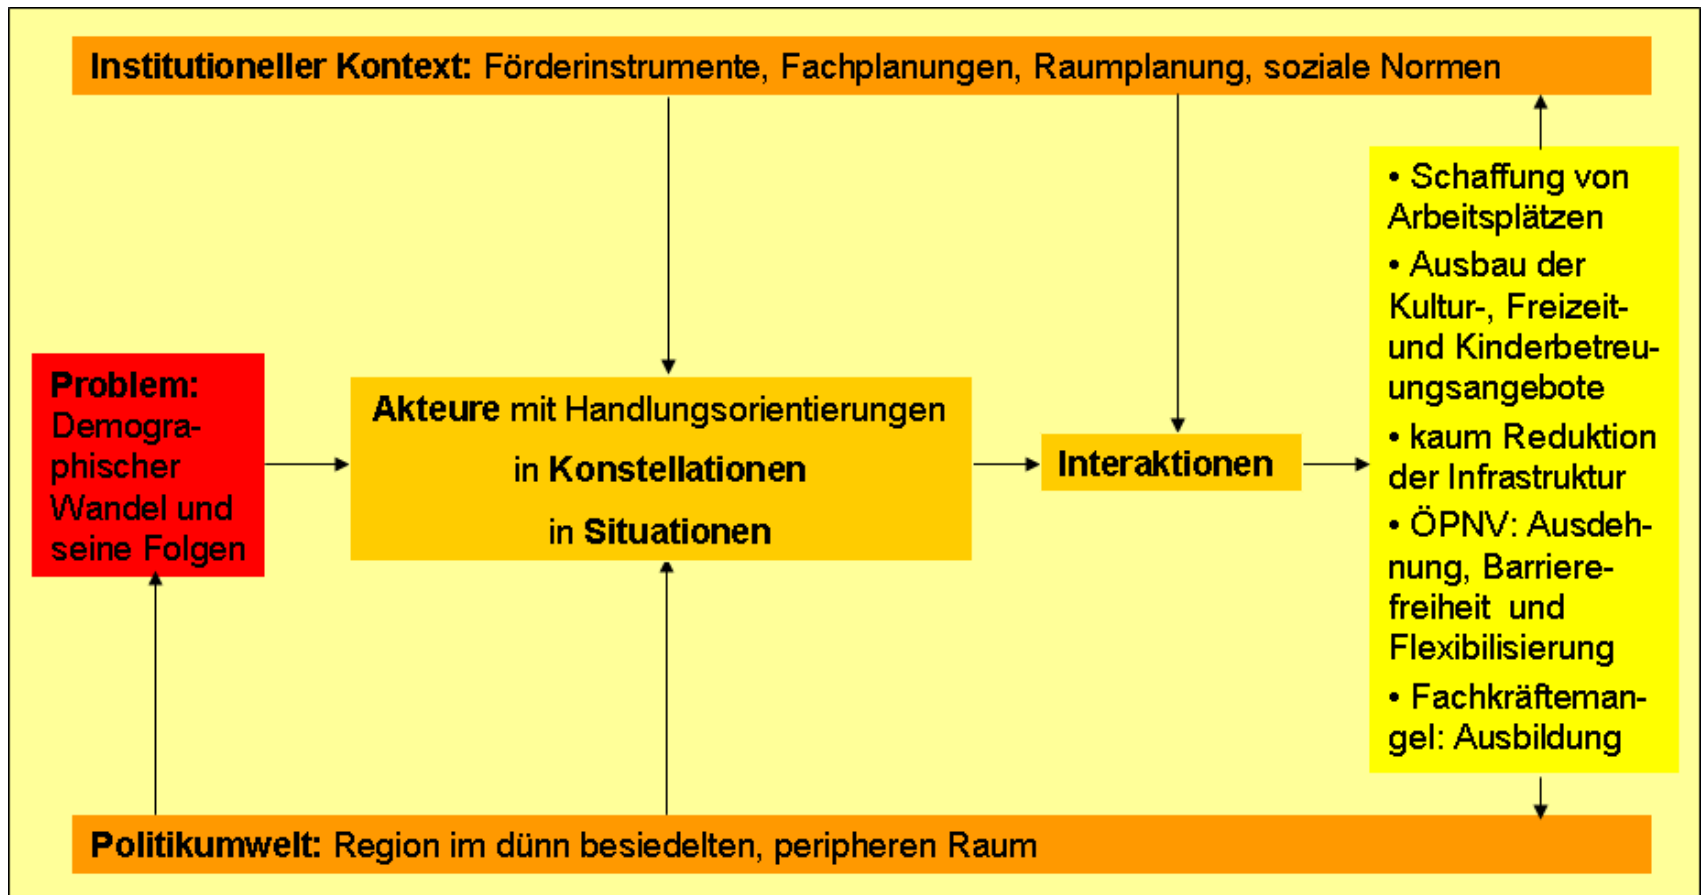 Institutioneller Kontext: Förderinstrumente, Fachplanungen, Raumplanung, soziale Normen
Problem:
Demogra-
phischer
Wandel und
seine Folgen
Akteure mit Handlungsorientierungen
in Konstellationen
in Situationen
Interaktionen
• Schaffung von
Arbeitsplätzen
• Ausbau der
Kultur-, Freizeit-
und Kinderbetreu-
ungsangebote
• kaum Reduktion
der Infrastruktur
• ÖPNV: Ausdeh-
nung, Barriere-
freiheit und
Flexibilisierung
• Fachkräfteman-
gel: Ausbildung
Politikumwelt: Region im dünn besiedelten, peripheren Raum